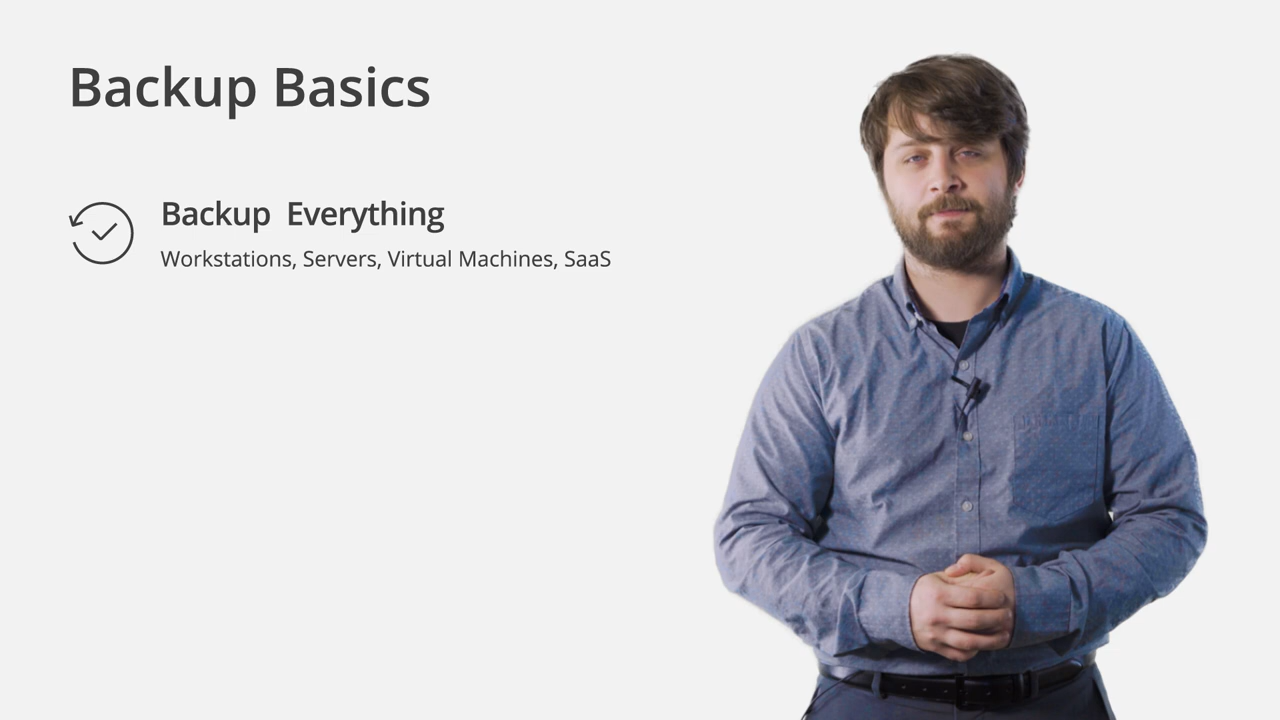 Backup Basics
Backup Everything
Workstations, Servers, Virtual Machines, SaaS